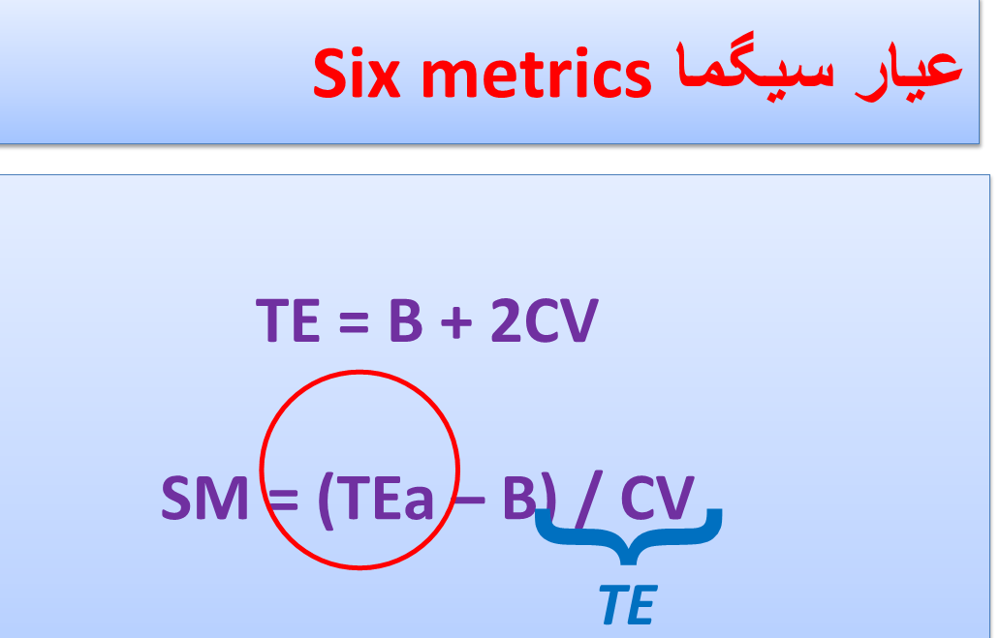 عیار سیگما Six metrics
TE = B + 2CV
SM = (TEa – B) / CV
TE